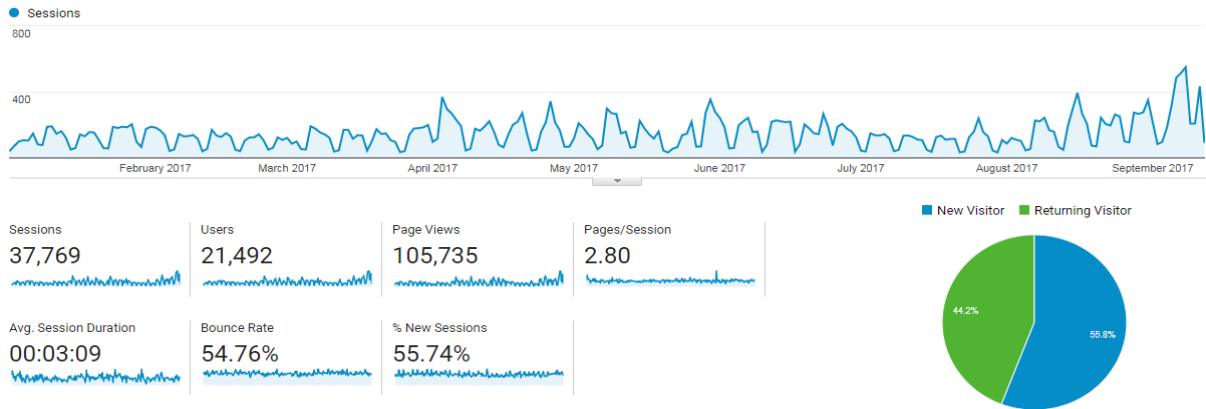 Sessions
800
400
February 2017 March 2017 April 2017 May 2017 June 2017 July 2017 August 2017 September 2017
New Visitor Returning Visitor
Sessions Users Page Views Pages/Session
37,769 21,492 105,735 2.80
44.2% 55.8%
Avg. Session Duration Bounce Rate % New Sessions
00:03:09 54.76% 55.74%